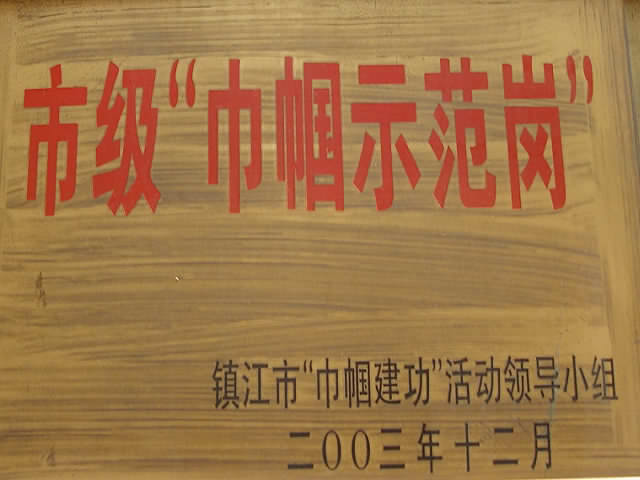 市级“巾帼示范岗”
镇江市“巾帼建功”活动领导小组
二00三年十二月